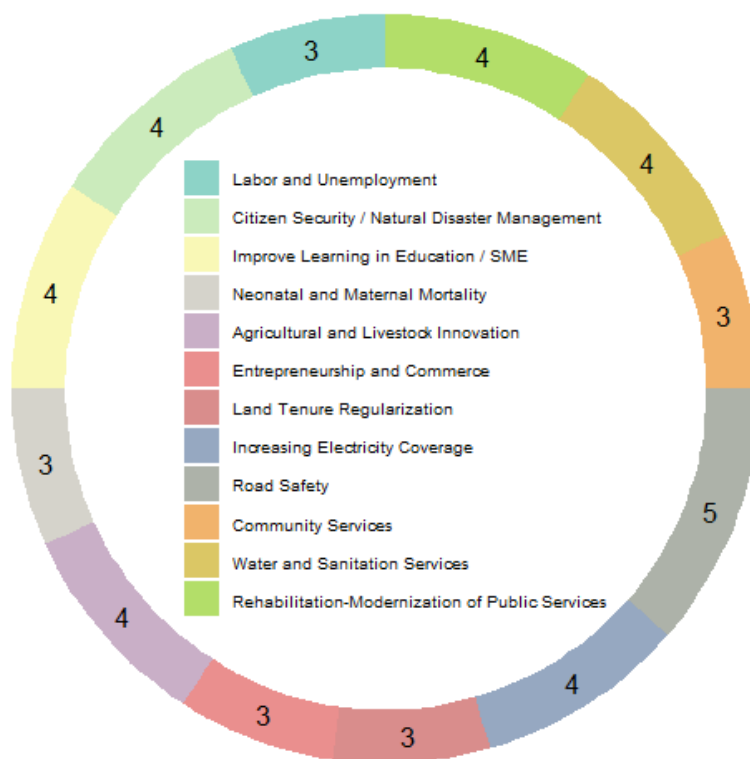 3
4
4
4
Labor and Unemployment
Citizen Security / Natural Disaster Management
Improve Learning in Education / SME
4
Neonatal and Maternal Mortality
3
Agricultural and Livestock Innovation
Entrepreneurship and Commerce
Land Tenure Regularization
Increasing Electricity Coverage
3
Road Safety
5
Community Services
Water and Sanitation Services
Rehabilitation-Modernization of Public Services
4
4
3
3